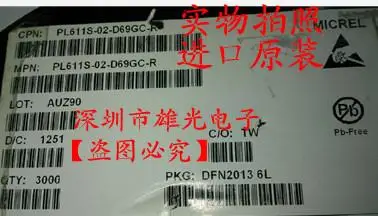 CPN: PL611S-02-D69GC-R
实物拍照
MICREL
进口原装
MPN: PL611S-02-D69GC-R
LOT: AUZ90
深圳市雄光电子
Pb
Pb-Free
D/C: 1251
C/O: TW
【盗图必究】
QTY: 3000
PKG: DFN2013 6L